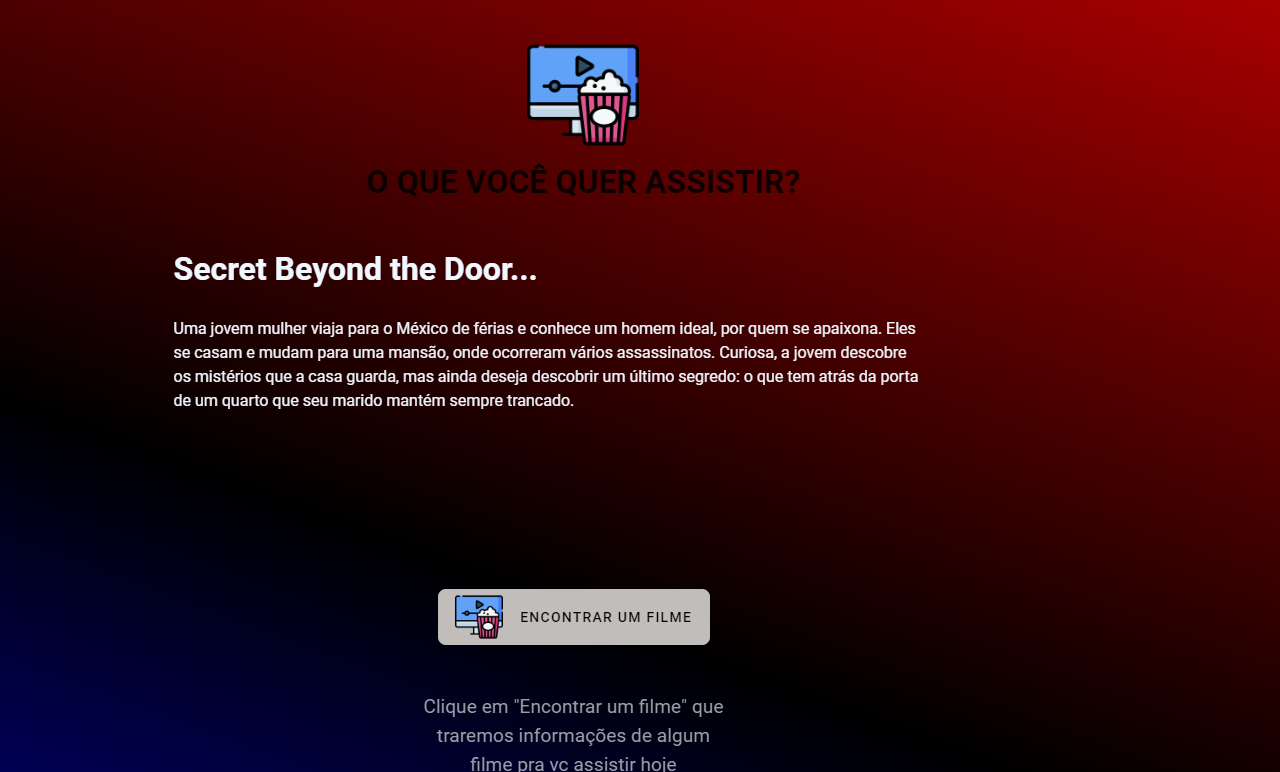 O QUE VOCÊ QUER ASSISTIR?
Secret Beyond the Door...
Uma jovem mulher viaja para o México de férias e conhece um homem ideal, por quem se apaixona. Eles
se casam e mudam para uma mansão, onde ocorreram vários assassinatos. Curiosa, a jovem descobre
os mistérios que a casa guarda, mas ainda deseja descobrir um último segredo: o que tem atrás da porta
de um quarto que seu marido mantém sempre trancado.
ENCONTRAR UM FILME
Clique em "Encontrar um filme" que
traremos informações de algum
filme pra vc assistir hoje